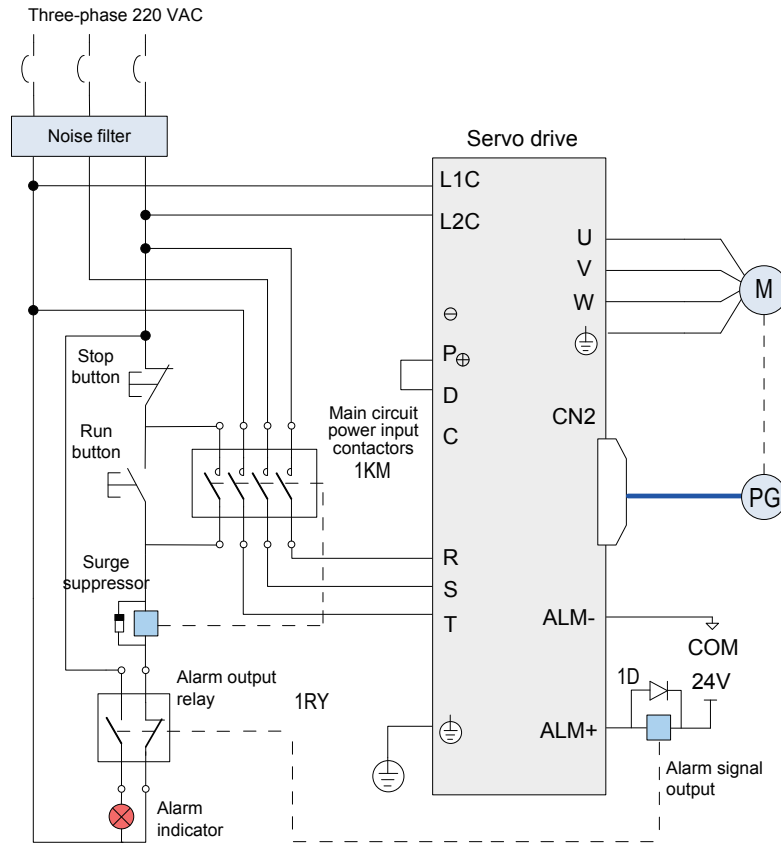 Three-phase 220 VAC
Noise filter
Servo drive
L1C
L2C
U
V
W
M
⊖
P⊕
D
C
Stop
button
Run
button
Main circuit
power input
contactors
1KM
CN2
PG
Surge
suppressor
R
S
T
ALM-
COM
24V
1D
Alarm output
relay
1RY
ALM+
Alarm signal
output
Alarm
indicator